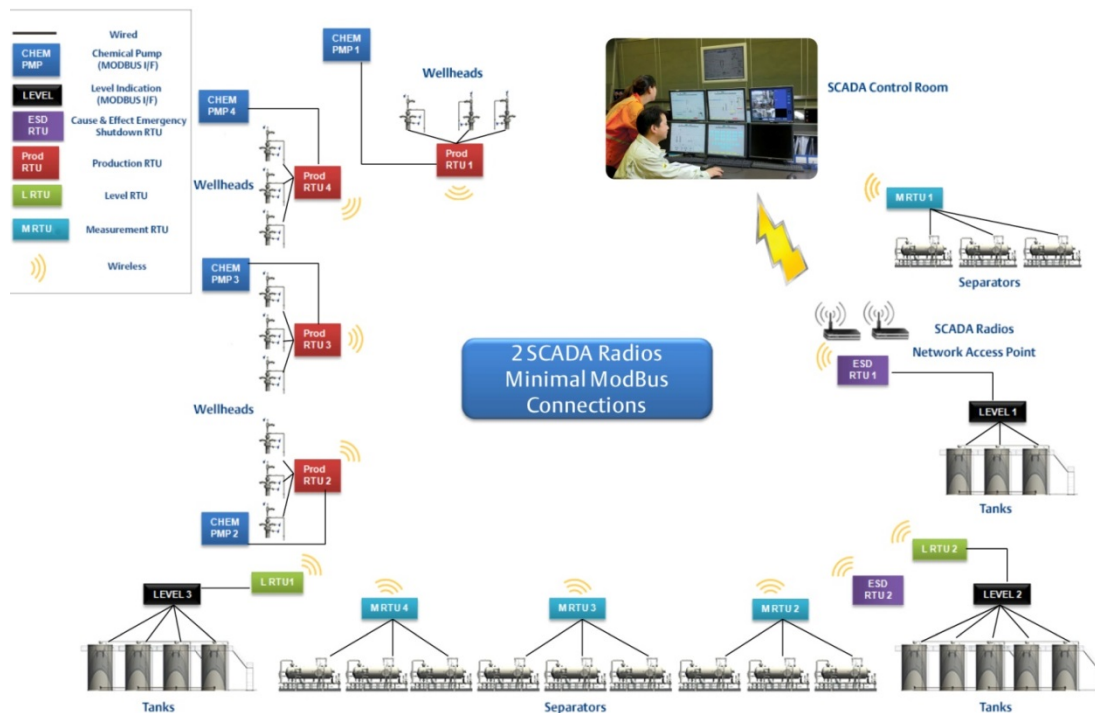 Wired
CHEM
PMP
Chemical Pump
(MODBUS I/F)
LEVEL
Level Indication
(MODBUS I/F)
ESD
RTU
Cause & Effect Emergency
Shutdown RTU
Prod
RTU
Production RTU
L RTU
Level RTU
M RTU
Measurement RTU
Wireless
CHEM
PMP 1
Wellheads
Prod
RTU 1
CHEM
PMP 4
Wellheads
Prod
RTU 4
SCADA Control Room
M RTU 1
Separators
CHEM
PMP 3
Prod
RTU 3
SCADA Radios
Network Access Point
ESD
RTU 1
LEVEL 1
Tanks
2 SCADA Radios
Minimal ModBus
Connections
Wellheads
Prod
RTU 2
CHEM
PMP 2
L RTU 2
ESD
RTU 2
LEVEL 2
Tanks
L RTU1
LEVEL 3
Tanks
M RTU 4
M RTU 3
M RTU 2
Separators